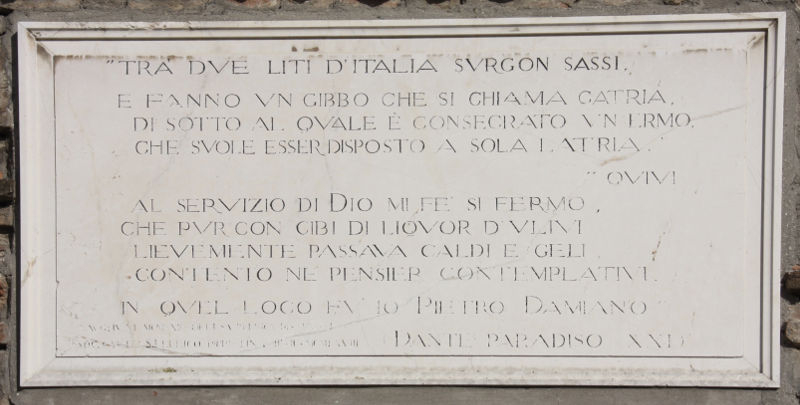 "TRA DVE LITI D'ITALIA SVRGON SASSI.
E FANNO VN GIBBO CHE SI CHIAMA CATRIA,
DI SOTTO AL QVALE È CONSECRATO VN ERMO,
CHE SVOLE ESSER DISPOSTO A SOLA LATRIA."
"QVIVI
AL SERVIZIO DI DIO MI FE' SI FERMO,
CHE PVR CON CIBI DI LIQVOR D'VLIVI
LIEVEMENTE PASSAVA CALDI E GELI
CONTENTO NE PENSIER CONTEMPLATIVI.
IN QVEL LOCO FV IO PIETRO DAMIANO"
(DANTE PARADISO XXI)